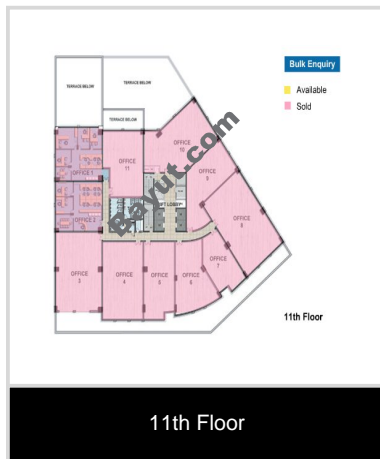 Bulk Enquiry
Available
Sold
TERRACE BELOW
TERRACE BELOW
TERRACE BELOW
OFFICE 1
OFFICE 2
OFFICE
11
OFFICE
10
OFFICE
9
OFFICE
8
LIFT LOBBY
OFFICE
7
OFFICE
6
OFFICE
5
OFFICE
4
OFFICE
3
Bayut.com
11th Floor
11th Floor